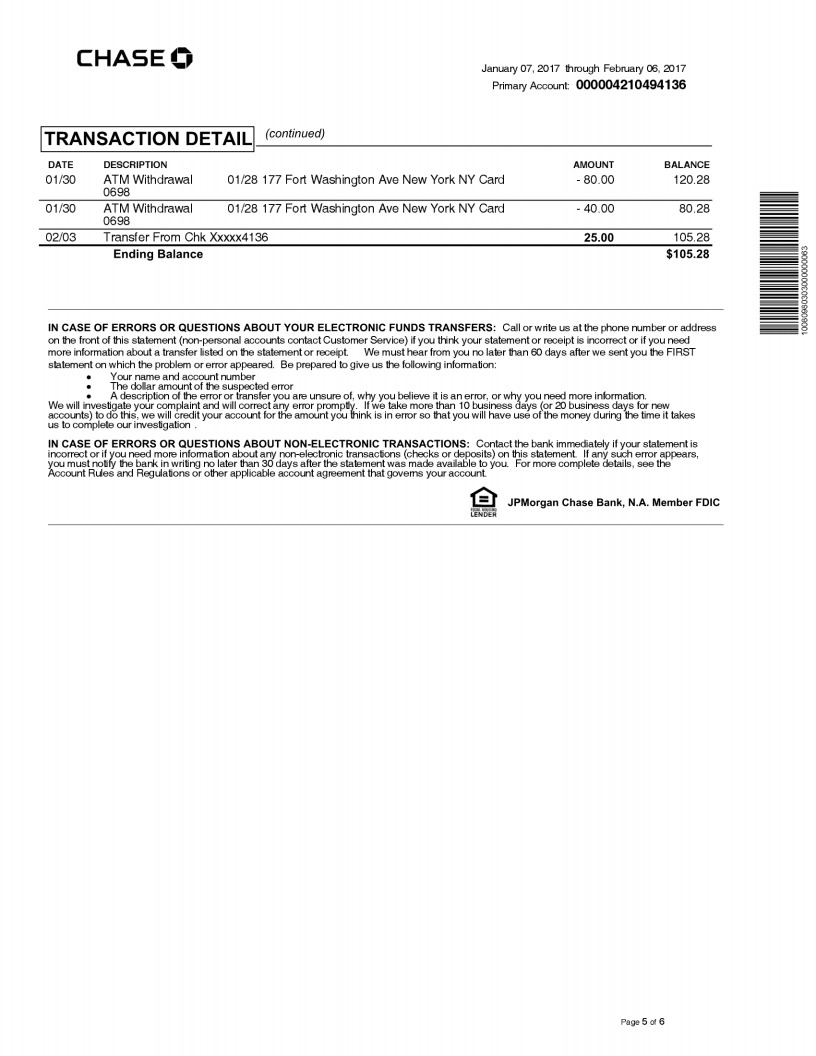 CHASE
January 07, 2017 through February 06, 2017
Primary Account: 000004210494136
TRANSACTION DETAIL (continued)
DATE DESCRIPTION AMOUNT BALANCE
01/30 ATM Withdrawal 01/28 177 Fort Washington Ave New York NY Card - 80.00 120.28
0698
01/30 ATM Withdrawal 01/28 177 Fort Washington Ave New York NY Card - 40.00 80.28
0698
02/03 Transfer From Chk Xxxxx4136 25.00 105.28
Ending Balance $105.28
10080980303000000063
IN CASE OF ERRORS OR QUESTIONS ABOUT YOUR ELECTRONIC FUNDS TRANSFERS: Call or write us at the phone number or address
on the front of this statement (non-personal accounts contact Customer Service) if you think your statement or receipt is incorrect or if you need
more information about a transfer listed on the statement or receipt. We must hear from you no later than 60 days after we sent you the FIRST
statement on which the problem or error appeared. Be prepared to give us the following information:
• Your name and account number
• The dollar amount of the suspected error
• A description of the error or transfer you are unsure of, why you believe it is an error, or why you need more information.
We will investigate your complaint and will correct any error promptly. If we take more than 10 business days (or 20 business days for new
accounts) to do this, we will credit your account for the amount you think is in error so that you will have use of the money during the time it takes
us to complete our investigation .
IN CASE OF ERRORS OR QUESTIONS ABOUT NON-ELECTRONIC TRANSACTIONS: Contact the bank immediately if your statement is
incorrect or if you need more information about any non-electronic transactions (checks or deposits) on this statement. If any such error appears,
you must notify the bank in writing no later than 30 days after the statement was made available to you. For more complete details, see the
Account Rules and Regulations or other applicable account agreement that governs your account.
EQUAL HOUSING
LENDER
JPMorgan Chase Bank, N.A. Member FDIC
Page 5 of 6